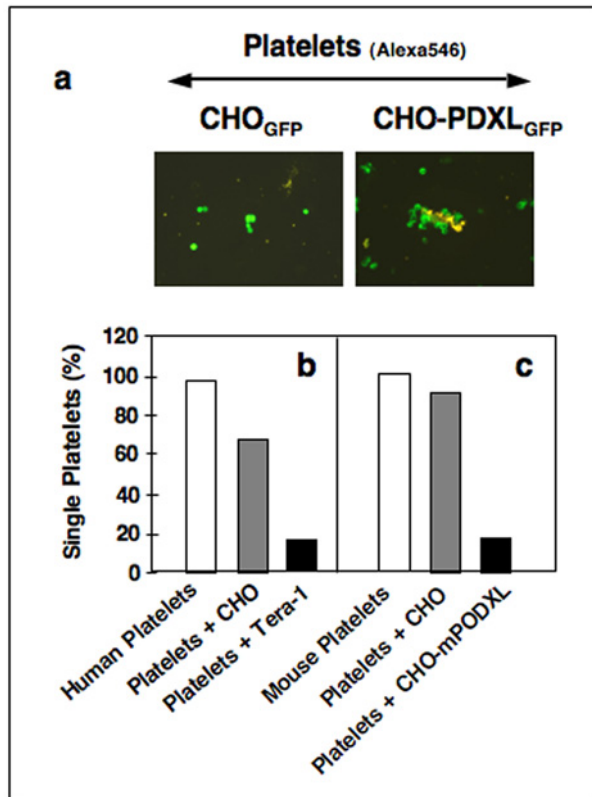 Platelets (Alexa546)
a
CHOGFP CHO-PDXLGFP
120
100
80
60
40
20
0
Single Platelets (%)
b
c
Human Platelets
Platelets + CHO
Platelets + Tera-1
Mouse Platelets
Platelets + CHO
Platelets + CHO-mPODXL